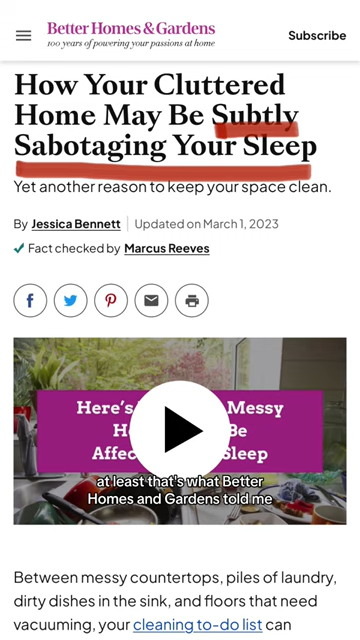 Better Homes & Gardens
100 years of powering your passions at home
Subscribe
How Your Cluttered
Home May Be Subtly
Sabotaging Your Sleep
Yet another reason to keep your space clean.
By Jessica Bennett | Updated on March 1, 2023
Fact checked by Marcus Reeves
Here's Messy
Be
Sleep
at least that's what Better
Homes and Gardens told me
Between messy countertops, piles of laundry,
dirty dishes in the sink, and floors that need
vacuuming, your cleaning to-do list can